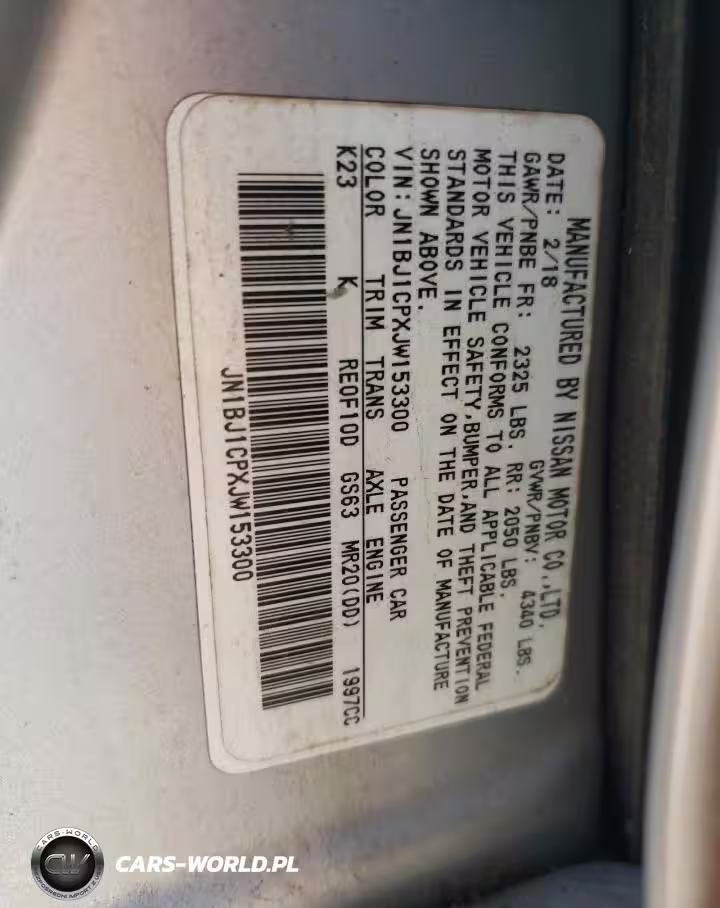 MANUFACTURED BY NISSAN MOTOR CO.,LTD.
DATE: 2/18 GVWR/PNBV: 4340 LBS.
GAWR/PNBE FR: 2325 LBS. RR: 2050 LBS.
THIS VEHICLE CONFORMS TO ALL APPLICABLE FEDERAL
MOTOR VEHICLE SAFETY,BUMPER,AND THEFT PREVENTION
STANDARDS IN EFFECT ON THE DATE OF MANUFACTURE
SHOWN ABOVE.
VIN:JN1BJ1CPXJW153300 PASSENGER CAR
COLOR TRIM TRANS AXLE ENGINE
K23 K RE0F10D GS63 MR20(DD) 1997CC
JN1BJ1CPXJW153300
CARS-WORLD
CW
CARS-WORLD.PL